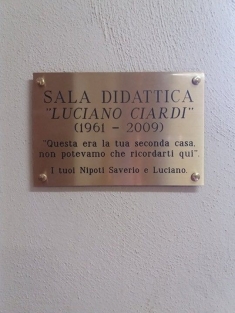 SALA DIDATTICA
"LUCIANO CIARDI"
(1961 - 2009)
"Questa era la tua seconda casa,
non potevamo che ricordarti qui".
I tuoi Nipoti Saverio e Luciano.